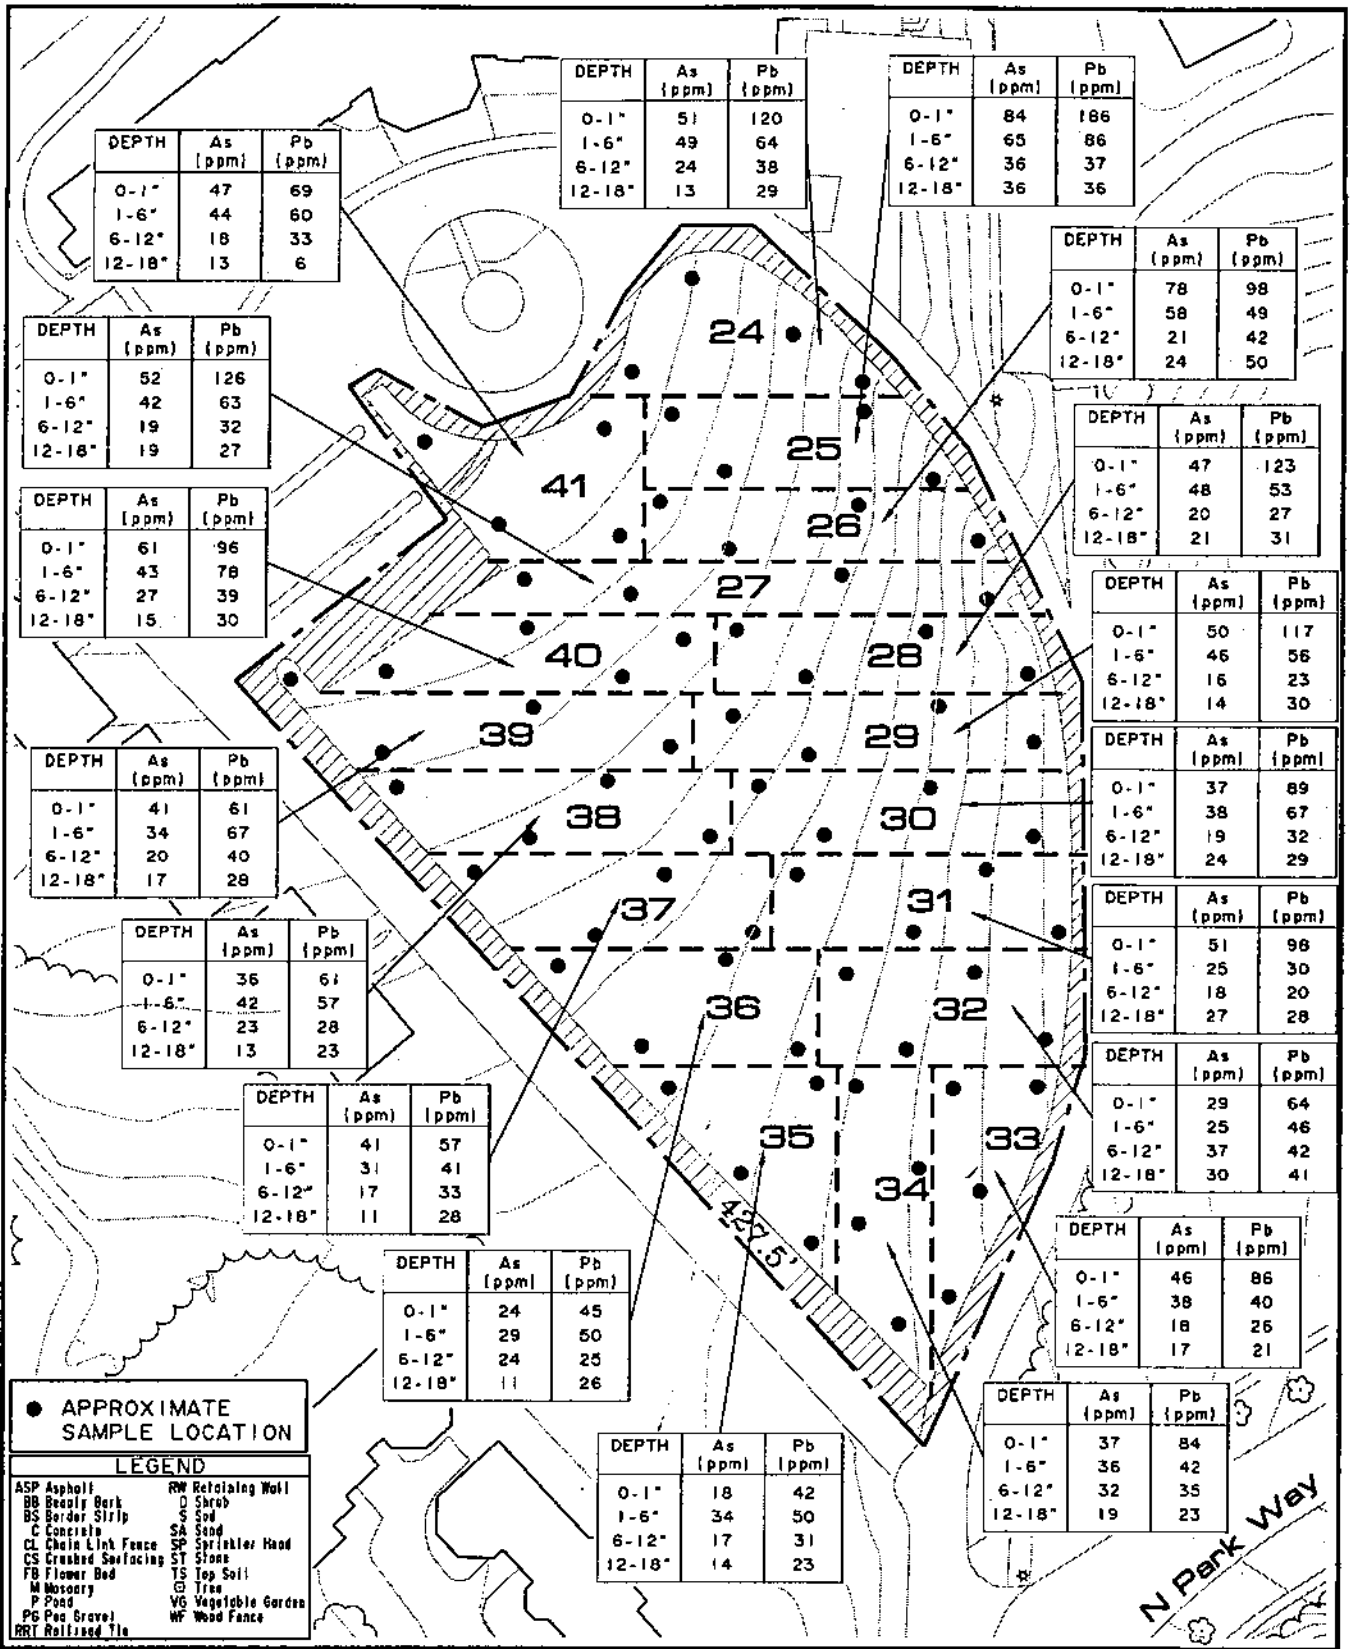 DEPTH As (ppm) Pb (ppm)
0-1" 51 120
1-6" 49 64
6-12" 24 38
12-18" 13 29
DEPTH As (ppm) Pb (ppm)
0-1" 84 186
1-6" 65 86
6-12" 36 37
12-18" 36 36
DEPTH As (ppm) Pb (ppm)
0-1" 47 69
1-6" 44 60
6-12" 18 33
12-18" 13 6
DEPTH As (ppm) Pb (ppm)
0-1" 78 98
1-6" 58 49
6-12" 21 42
12-18" 24 50
DEPTH As (ppm) Pb (ppm)
0-1" 52 126
1-6" 42 63
6-12" 19 32
12-18" 19 27
DEPTH As (ppm) Pb (ppm)
0-1" 47 123
1-6" 48 53
6-12" 20 27
12-18" 21 31
DEPTH As (ppm) Pb (ppm)
0-1" 61 96
1-6" 43 78
6-12" 27 39
12-18" 15 30
DEPTH As (ppm) Pb (ppm)
0-1" 50 117
1-6" 46 56
6-12" 16 23
12-18" 14 30
DEPTH As (ppm) Pb (ppm)
0-1" 41 61
1-6" 34 67
6-12" 20 40
12-18" 17 28
DEPTH As (ppm) Pb (ppm)
0-1" 37 89
1-6" 38 67
6-12" 19 32
12-18" 24 29
DEPTH As (ppm) Pb (ppm)
0-1" 51 98
1-6" 25 30
6-12" 18 20
12-18" 27 28
DEPTH As (ppm) Pb (ppm)
0-1" 36 61
1-6" 42 57
6-12" 23 28
12-18" 13 23
DEPTH As (ppm) Pb (ppm)
0-1" 29 64
1-6" 25 46
6-12" 37 42
12-18" 30 41
DEPTH As (ppm) Pb (ppm)
0-1" 41 57
1-6" 31 41
6-12" 17 33
12-18" 11 28
DEPTH As (ppm) Pb (ppm)
0-1" 46 86
1-6" 38 40
6-12" 18 26
12-18" 17 21
DEPTH As (ppm) Pb (ppm)
0-1" 24 45
1-6" 29 50
6-12" 24 25
12-18" 11 26
DEPTH As (ppm) Pb (ppm)
0-1" 37 84
1-6" 36 42
6-12" 32 35
12-18" 19 23
DEPTH As (ppm) Pb (ppm)
0-1" 18 42
1-6" 34 50
6-12" 17 31
12-18" 14 23
24
25
41
26
27
40
28
39
29
38
30
37
31
36
32
35
33
34
427.5'
N Park Way
APPROXIMATE
SAMPLE LOCATION
LEGEND
ASP Asphalt RW Retaining Wall
BB Beauty Bark Shrub
BS Border Strip S Sod
C Concrete SA Sand
CL Chain Link Fence SP Sprinkler Head
CS Crushed Surfacing ST Stone
FB Flower Bed TS Top Soil
M Masonry Tree
P Pond VG Vegetable Garden
PG Pea Gravel WF Wood Fence
RRT Railroad Tie